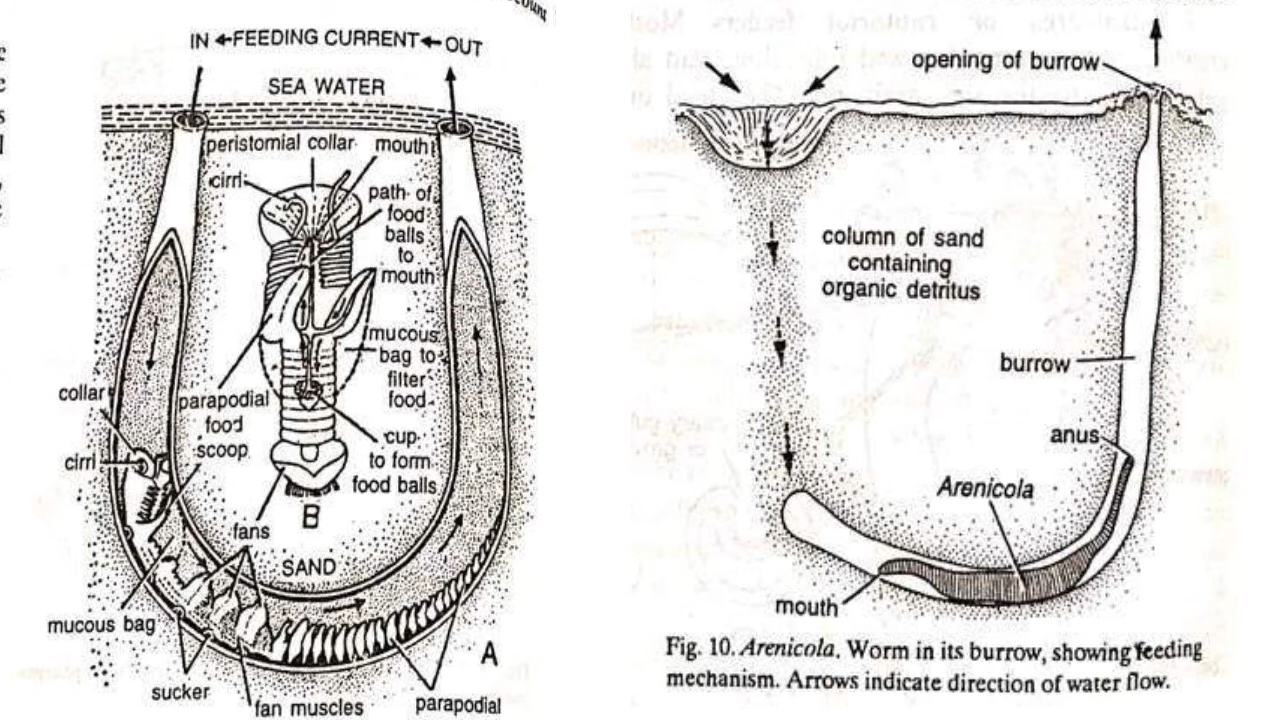 count
IN ←FEEDING CURRENT← OUT
SEA WATER
peristomial collar
mouth
cirri
path of
food
balls
to
mouth
mucous
bag to
filter
food
collar
parapodial
food
scoop
cirri
cup
to form
food balls
fans
B
SAND
mucous bag
A
sucker
fan muscles
parapodial
opening of burrow
column of sand
containing
organic detritus
burrow
anus
Arenicola
mouth
Fig. 10. Arenicola. Worm in its burrow, showing feeding
mechanism. Arrows indicate direction of water flow.